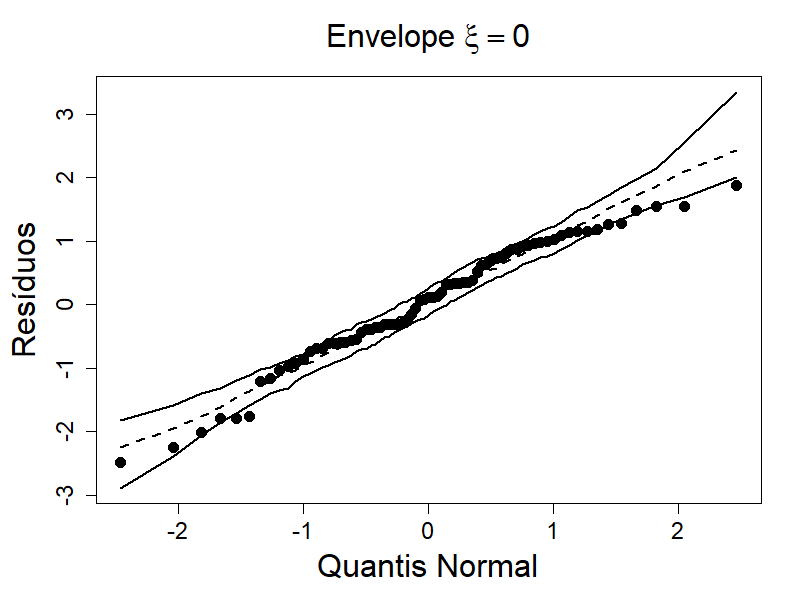 Envelope ξ = 0
Resíduos
3
2
1
0
-1
-2
-3
-2 -1 0 1 2
Quantis Normal